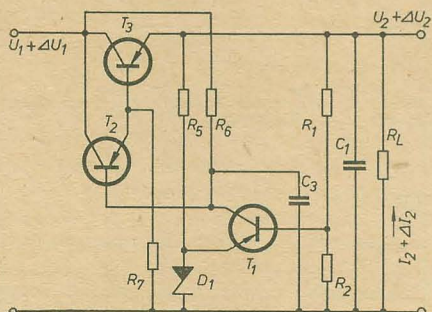 U1 + ΔU1
T3
U2 + ΔU2
T2
R5
R6
R1
C1
RL
C3
T1
R7
D1
R2
I2 + ΔI2